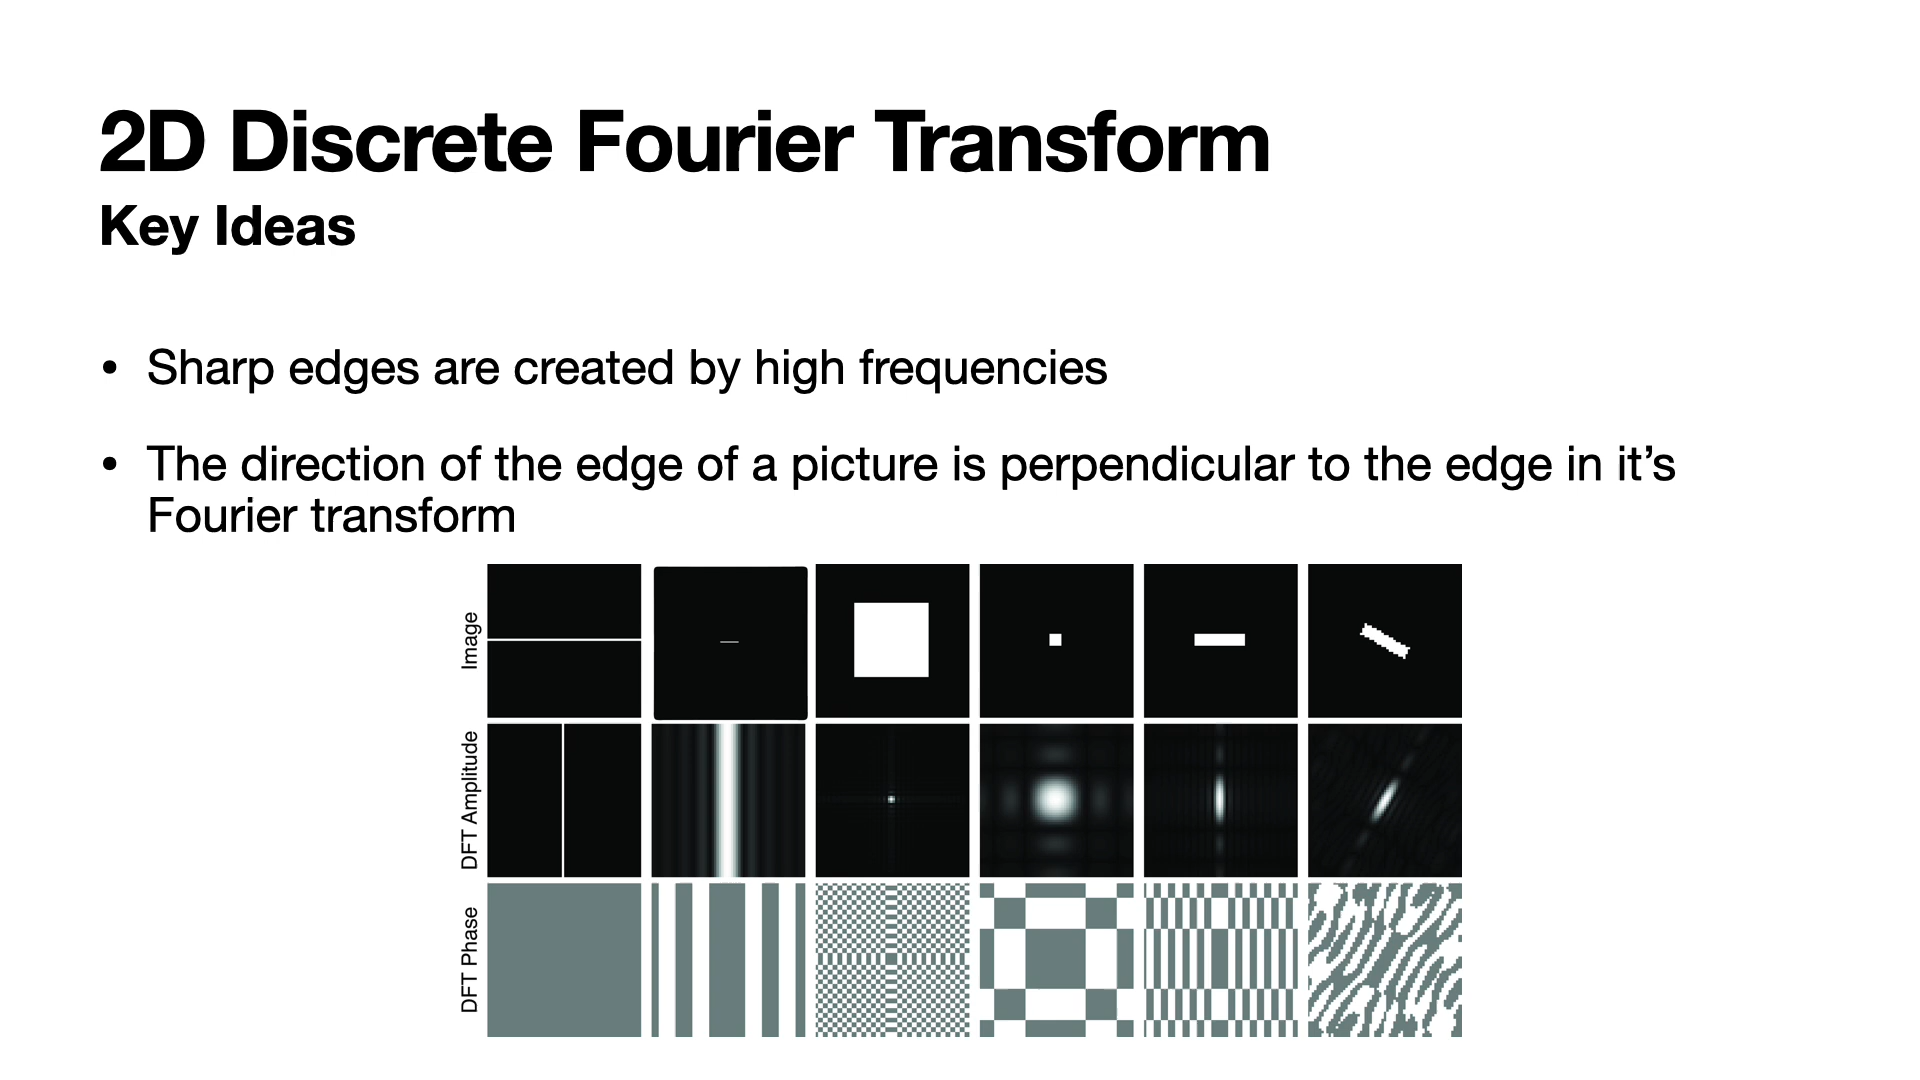 2D Discrete Fourier Transform
Key Ideas
• Sharp edges are created by high frequencies
• The direction of the edge of a picture is perpendicular to the edge in it’s
Fourier transform
Image
DFT Amplitude
DFT Phase